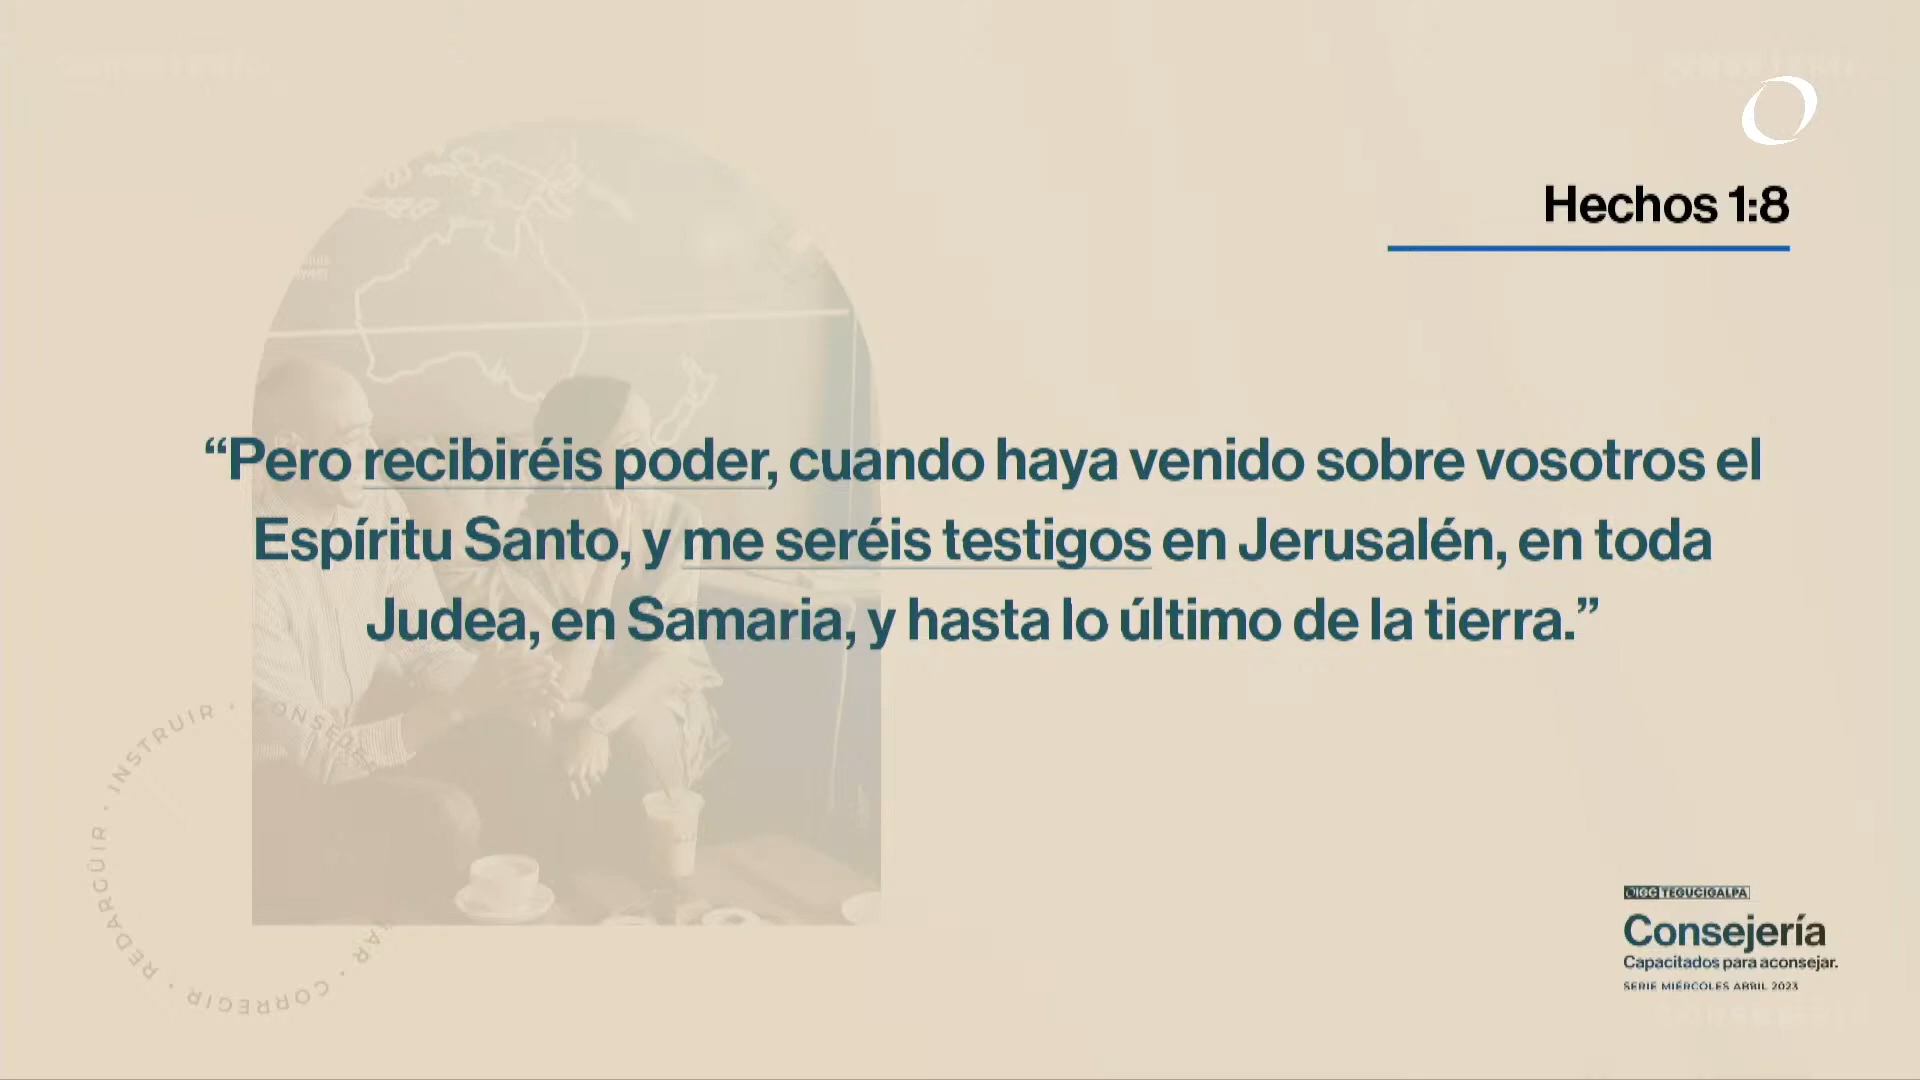 Hechos 1:8
“Pero recibiréis poder, cuando haya venido sobre vosotros el
Espíritu Santo, y me seréis testigos en Jerusalén, en toda
Judea, en Samaria, y hasta lo último de la tierra.”
INSTRUIR •
REDARGÜIR •
CORREGIR •
IGC TEGUCIGALPA
Consejería
Capacitados para aconsejar.
SERIE MIÉRCOLES ABRIL 2023